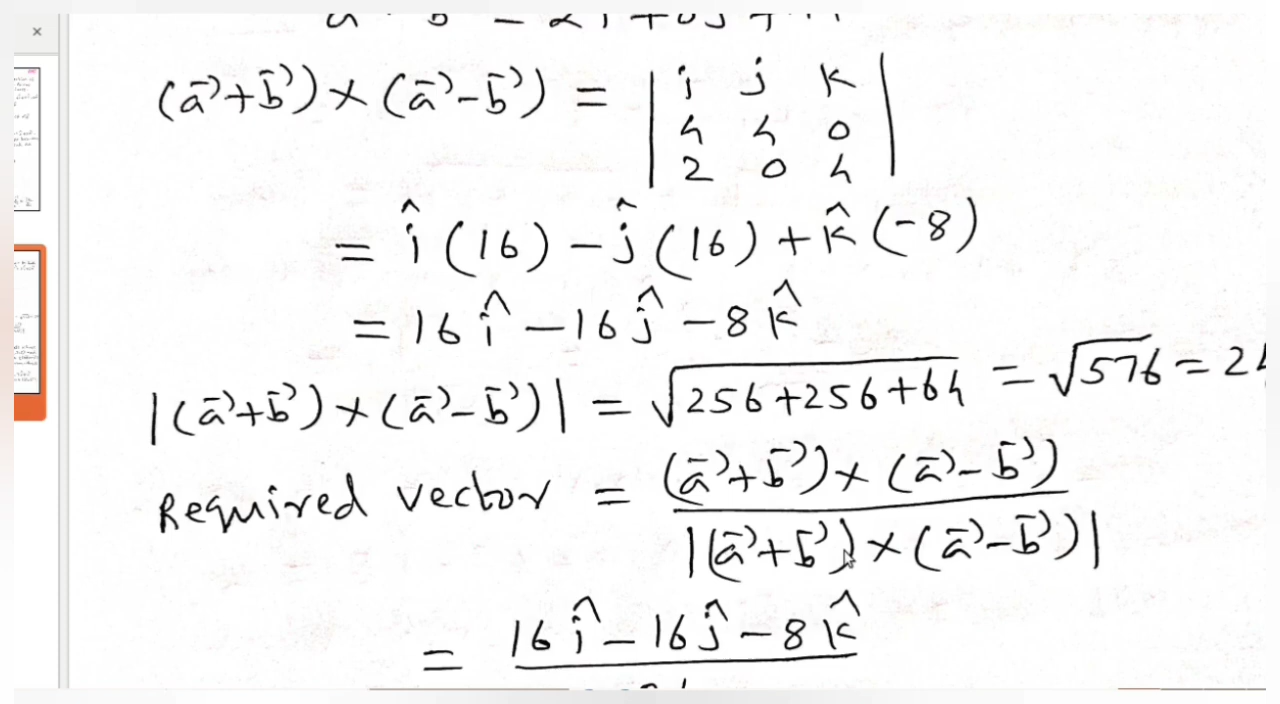 (a⃗+b⃗)×(a⃗-b⃗) = | i j k |
4 4 0
2 0 4
= î (16) - ĵ (16) + k̂ (-8)
= 16 î - 16 ĵ - 8 k̂
|(a⃗+b⃗)×(a⃗-b⃗)| = √256+256+64 = √576 = 24
Required vector = (a⃗+b⃗)×(a⃗-b⃗)
|(a⃗+b⃗)×(a⃗-b⃗)|
= 16 î - 16 ĵ - 8 k̂